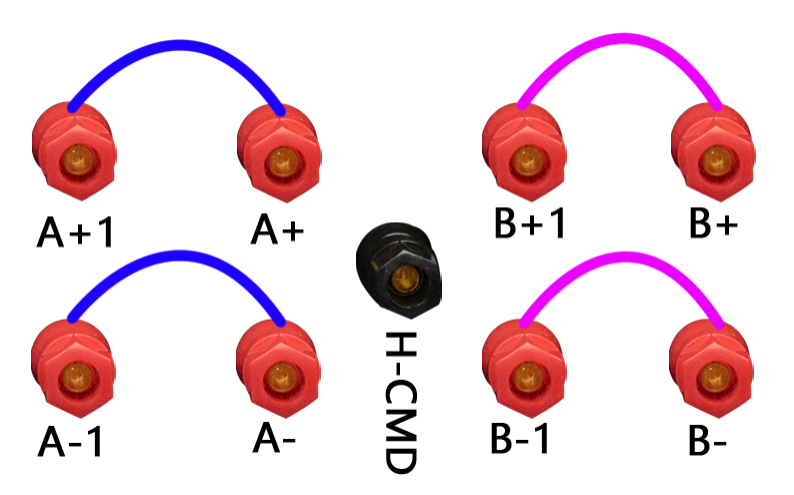 A+1
A+
B+1
B+
H-CMD
A-1
A-
B-1
B-